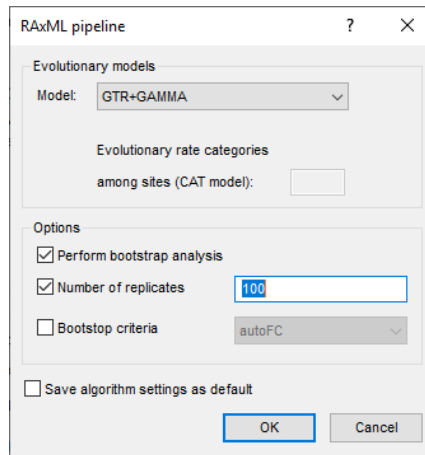 RAxML pipeline ?
Evolutionary models
Model: GTR+GAMMA
Evolutionary rate categories
among sites (CAT model):
Options
Perform bootstrap analysis
Number of replicates 100
Bootstop criteria autoFC
Save algorithm settings as default
OK Cancel